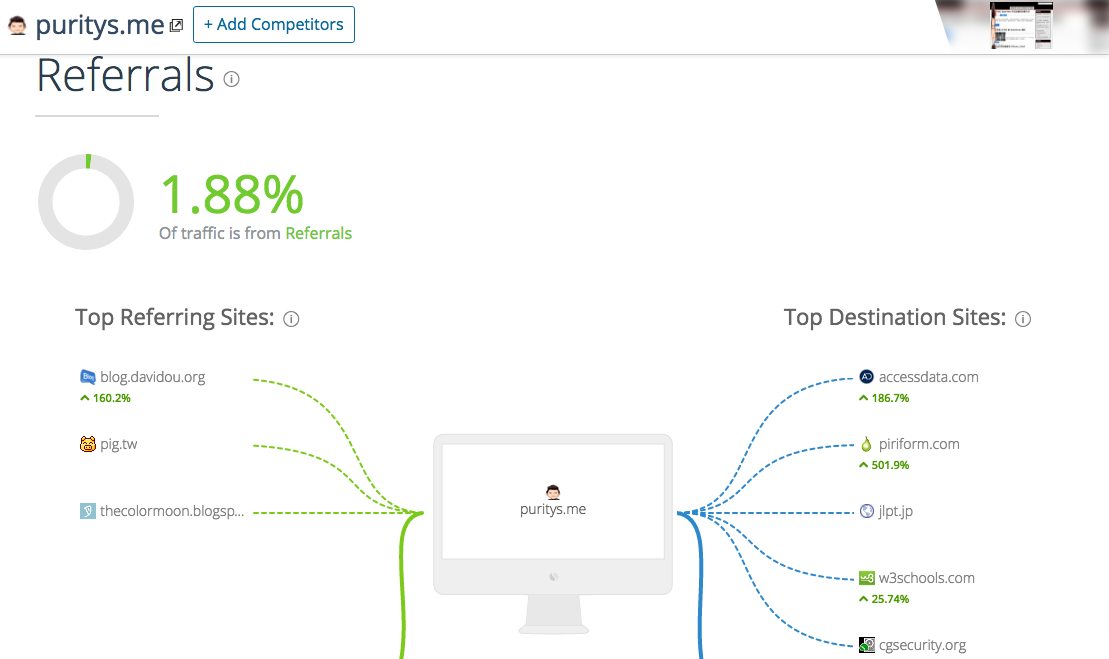 puritys.me
+ Add Competitors
Referrals
1.88%
Of traffic is from Referrals
Top Referring Sites:
blog.davidou.org
160.2%
pig.tw
thecolormoon.blogsp...
puritys.me
Top Destination Sites:
accessdata.com
186.7%
piriform.com
501.9%
jlpt.jp
w3schools.com
25.74%
cgsecurity.org